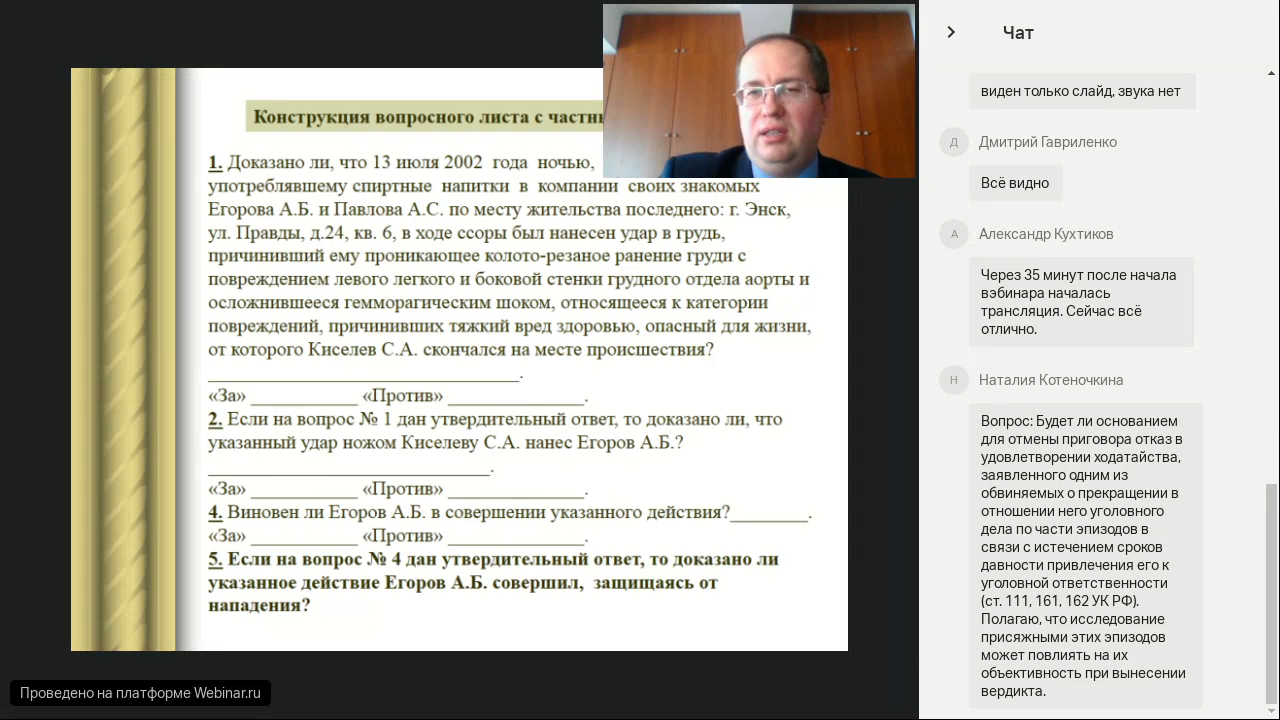 Конструкция вопросного листа с
1. Доказано ли, что 13 июля 2002 года ночью,
употреблявшему спиртные напитки в компании своих знакомых
Егорова А.Б. и Павлова А.С. по месту жительства последнего: г. Энск,
ул. Правды, д.24, кв. 6, в ходе ссоры был нанесен удар в грудь,
причинивший ему проникающее колото-резаное ранение груди с
повреждением левого легкого и боковой стенки грудного отдела аорты и
осложнившееся гемморагическим шоком, относящееся к категории
повреждений, причинивших тяжкий вред здоровью, опасный для жизни,
от которого Киселев С.А. скончался на месте происшествия?
_________________________________.
«За» ___________ «Против» ______________.
2. Если на вопрос № 1 дан утвердительный ответ, то доказано ли, что
указанный удар ножом Киселеву С.А. нанес Егоров А.Б.?
______________________________.
«За» ___________ «Против» ______________.
4. Виновен ли Егоров А.Б. в совершении указанного действия?________.
«За» ___________ «Против» ______________.
5. Если на вопрос № 4 дан утвердительный ответ, то доказано ли
указанное действие Егоров А.Б. совершил, защищаясь от
нападения?
Проведено на платформе Webinar.ru
Чат
виден только слайд, звука нет
Д
Дмитрий Гавриленко
Всё видно
А
Александр Кухтиков
Через 35 минут после начала
вэбинара началась
трансляция. Сейчас всё
отлично.
Н
Наталия Котеночкина
Вопрос: Будет ли основанием
для отмены приговора отказ в
удовлетворении ходатайства,
заявленного одним из
обвиняемых о прекращении в
отношении него уголовного
дела по части эпизодов в
связи с истечением сроков
давности привлечения его к
уголовной ответственности
(ст. 111, 161, 162 УК РФ).
Полагаю, что исследование
присяжными этих эпизодов
может повлиять на их
объективность при вынесении
вердикта.